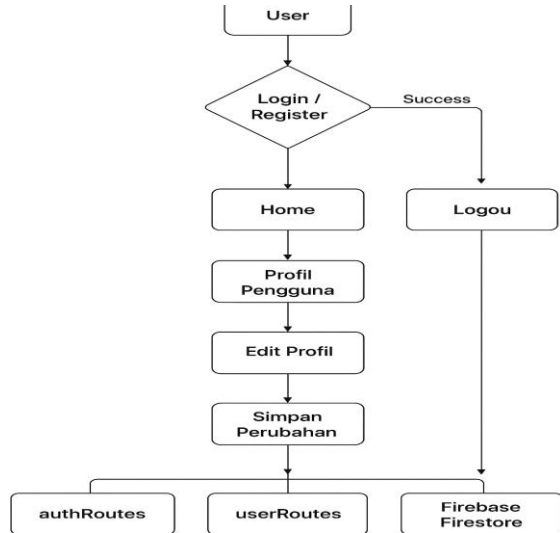 User
Login /
Register
Success
Home
Logou
Profil
Pengguna
Edit Profil
Simpan
Perubahan
authRoutes
userRoutes
Firebase
Firestore